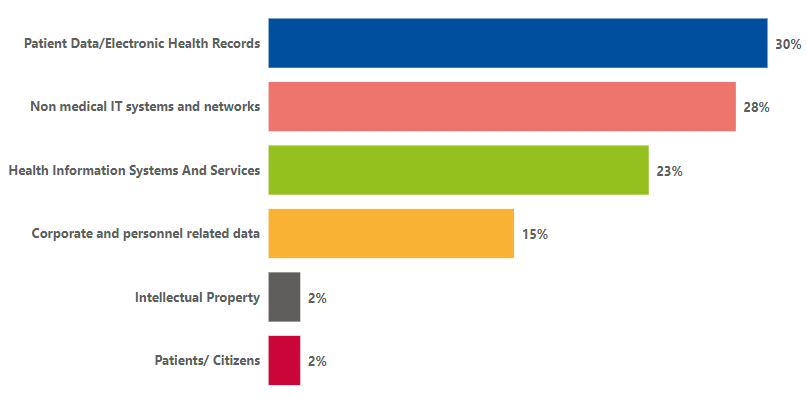 Patient Data/Electronic Health Records 30%
Non medical IT systems and networks 28%
Health Information Systems And Services 23%
Corporate and personnel related data 15%
Intellectual Property 2%
Patients/ Citizens 2%